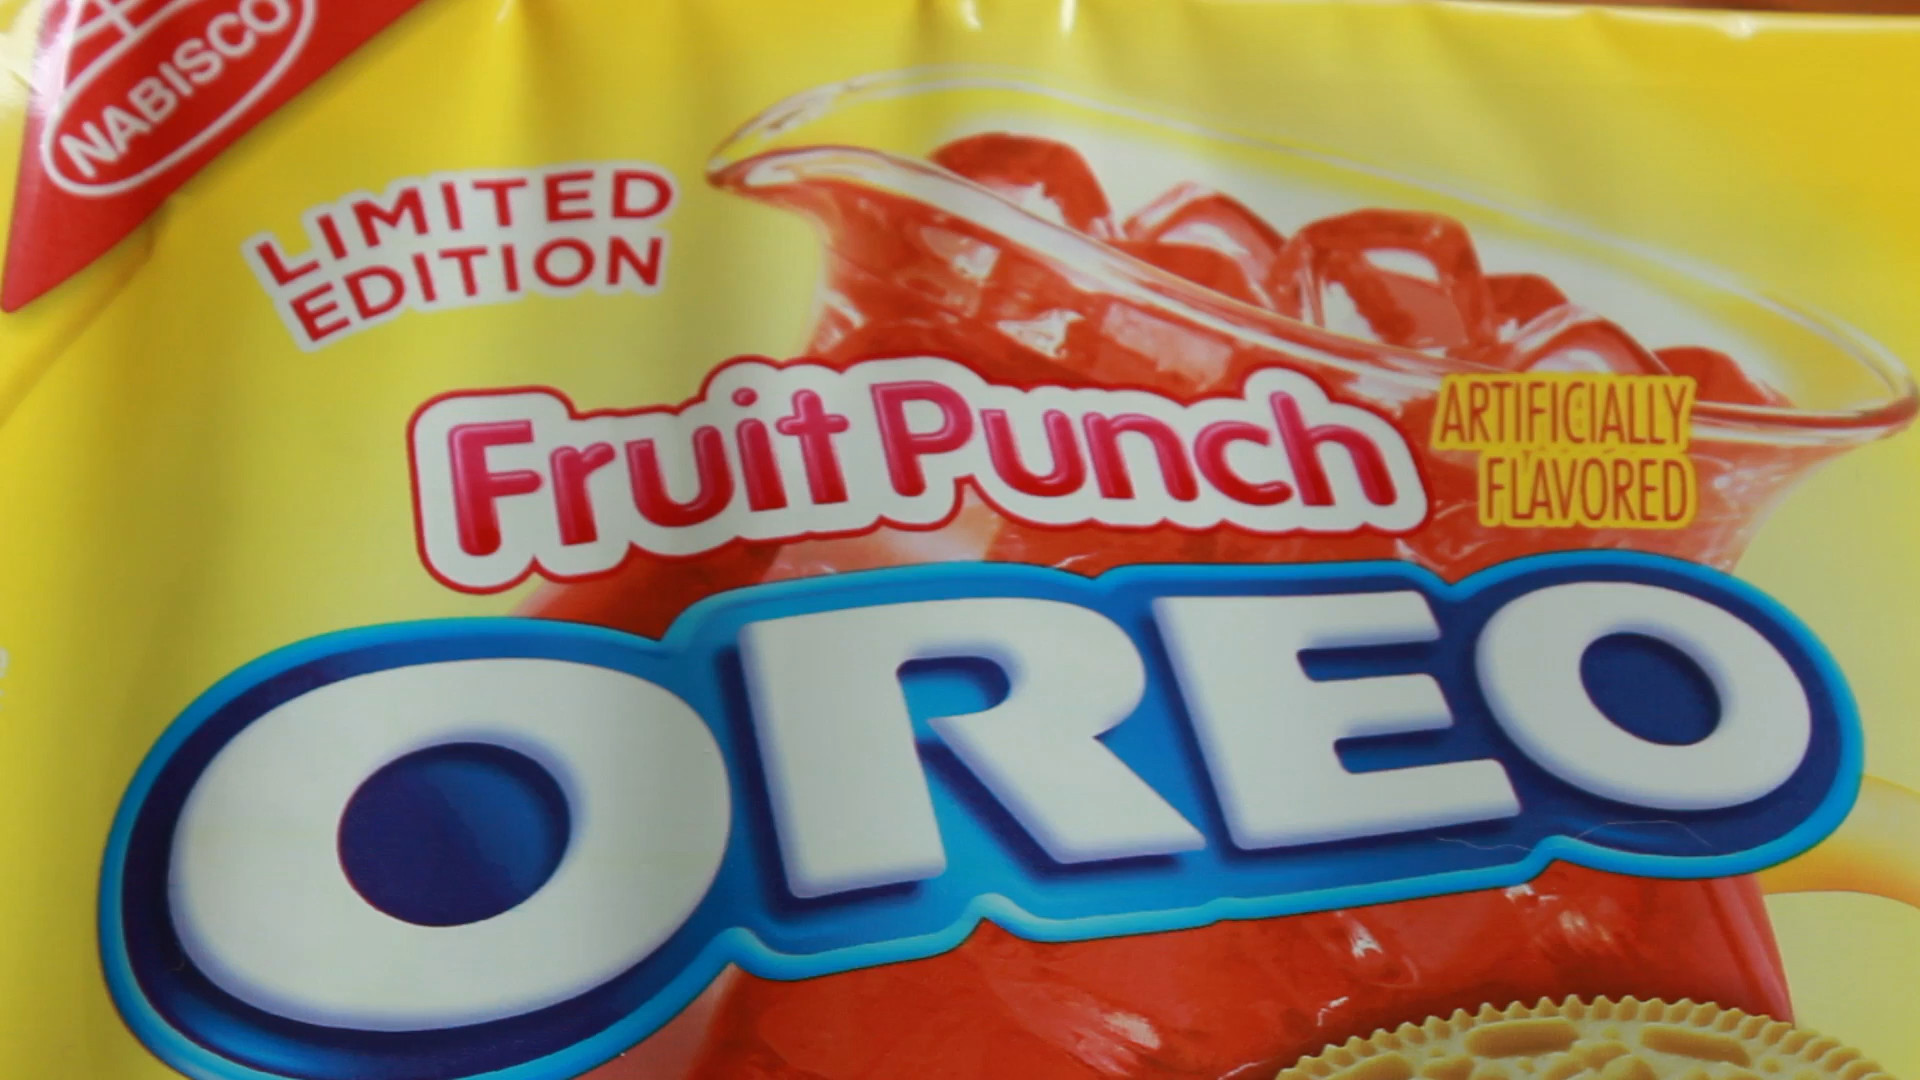 NABISCO
LIMITED
EDITION
Fruit Punch
ARTIFICIALLY
FLAVORED
OREO